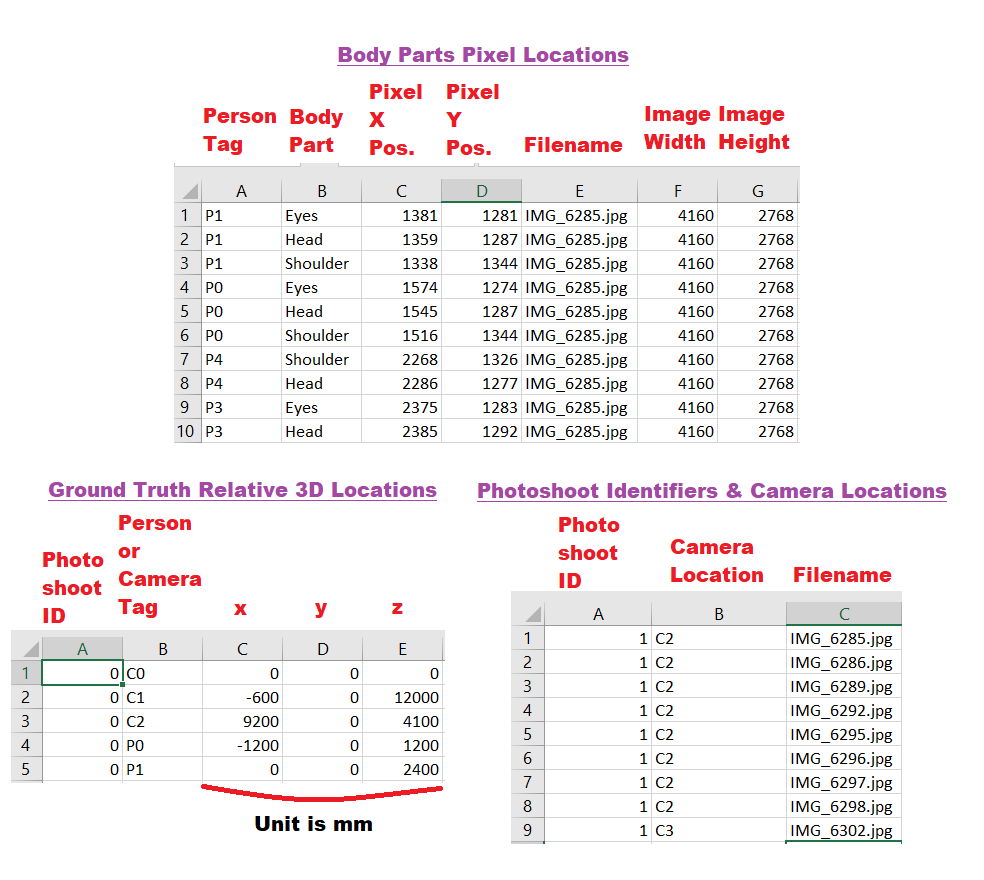 Body Parts Pixel Locations
Person Tag Body Part Pixel X Pos. Pixel Y Pos. Filename Image Width Image Height
A B C D E F G
1 P1 Eyes 1381 1281 IMG_6285.jpg 4160 2768
2 P1 Head 1359 1287 IMG_6285.jpg 4160 2768
3 P1 Shoulder 1338 1344 IMG_6285.jpg 4160 2768
4 P0 Eyes 1574 1274 IMG_6285.jpg 4160 2768
5 P0 Head 1545 1287 IMG_6285.jpg 4160 2768
6 P0 Shoulder 1516 1344 IMG_6285.jpg 4160 2768
7 P4 Shoulder 2268 1326 IMG_6285.jpg 4160 2768
8 P4 Head 2286 1277 IMG_6285.jpg 4160 2768
9 P3 Eyes 2375 1283 IMG_6285.jpg 4160 2768
10 P3 Head 2385 1292 IMG_6285.jpg 4160 2768
Ground Truth Relative 3D Locations
Photo shoot ID Person or Camera Tag x y z
A B C D E
1 0 C0 0 0 0
2 0 C1 -600 0 12000
3 0 C2 9200 0 4100
4 0 P0 -1200 0 1200
5 0 P1 0 0 2400
Unit is mm
Photoshoot Identifiers & Camera Locations
Photo shoot ID Camera Location Filename
A B C
1 1 C2 IMG_6285.jpg
2 1 C2 IMG_6286.jpg
3 1 C2 IMG_6289.jpg
4 1 C2 IMG_6292.jpg
5 1 C2 IMG_6295.jpg
6 1 C2 IMG_6296.jpg
7 1 C2 IMG_6297.jpg
8 1 C2 IMG_6298.jpg
9 1 C3 IMG_6302.jpg